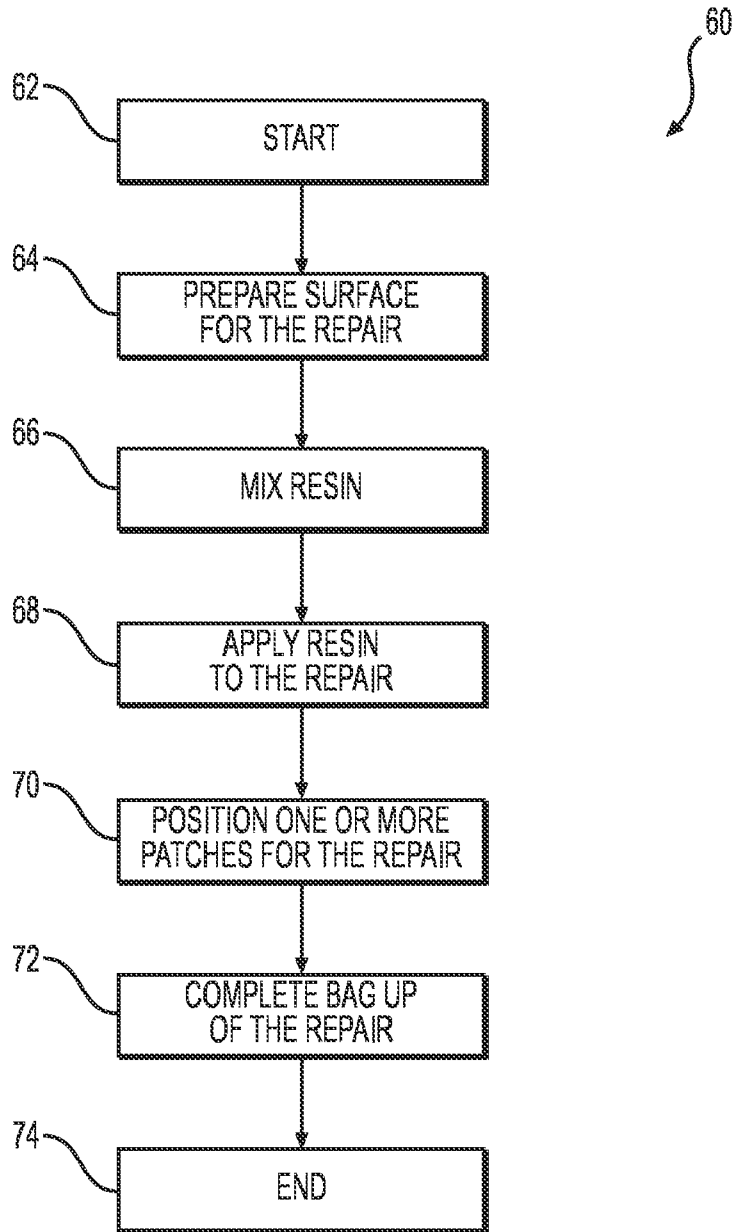 60
62
START
64
PREPARE SURFACE
FOR THE REPAIR
66
MIX RESIN
68
APPLY RESIN
TO THE REPAIR
70
POSITION ONE OR MORE
PATCHES FOR THE REPAIR
72
COMPLETE BAG UP
OF THE REPAIR
74
END